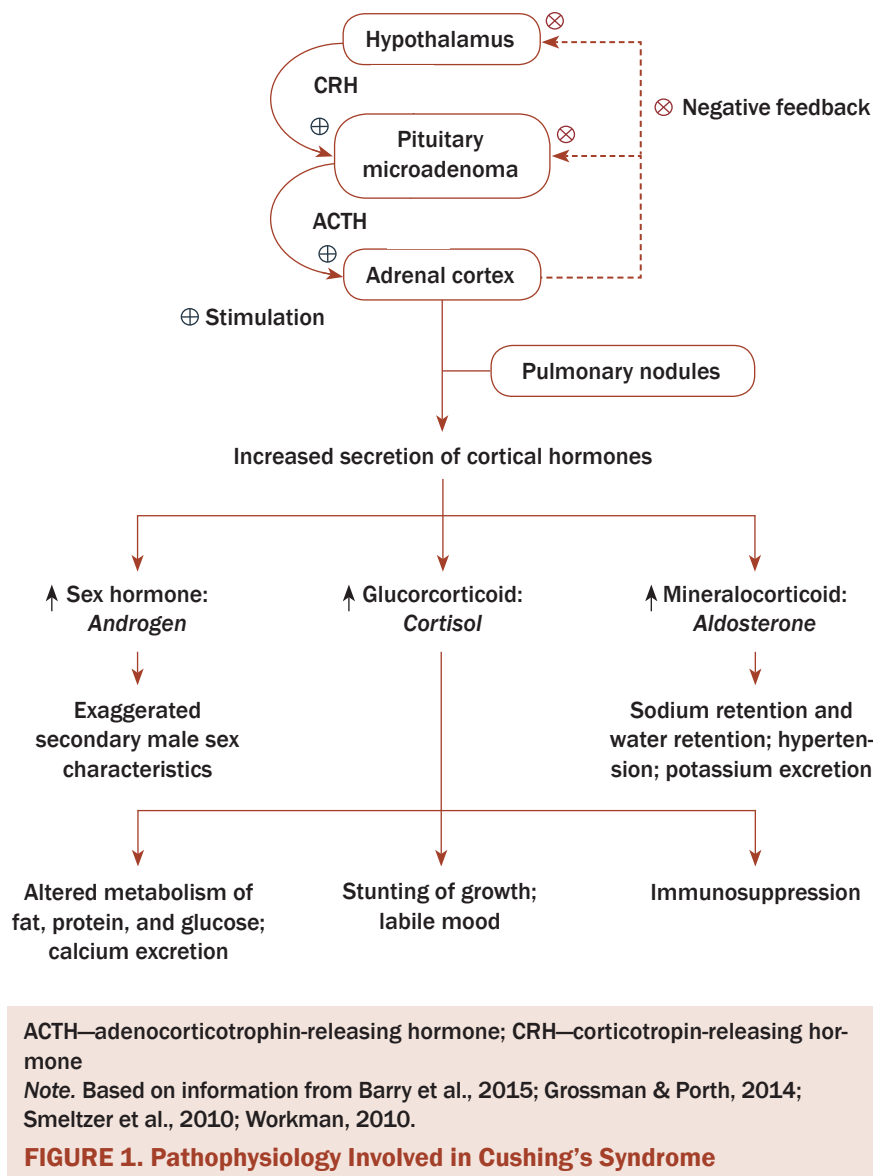 Hypothalamus
CRH
⊗ Negative feedback
Pituitary
microadenoma
ACTH
Adrenal cortex
⊕ Stimulation
Pulmonary nodules
Increased secretion of cortical hormones
↑ Sex hormone:
Androgen
↑ Glucorcorticoid:
Cortisol
↑ Mineralocorticoid:
Aldosterone
Exaggerated
secondary male sex
characteristics
Sodium retention and
water retention; hyperten-
sion; potassium excretion
Altered metabolism of
fat, protein, and glucose;
calcium excretion
Stunting of growth;
labile mood
Immunosuppression
ACTH—adenocorticotrophin-releasing hormone; CRH—corticotropin-releasing hor-
mone
Note. Based on information from Barry et al., 2015; Grossman & Porth, 2014;
Smeltzer et al., 2010; Workman, 2010.
FIGURE 1. Pathophysiology Involved in Cushing’s Syndrome